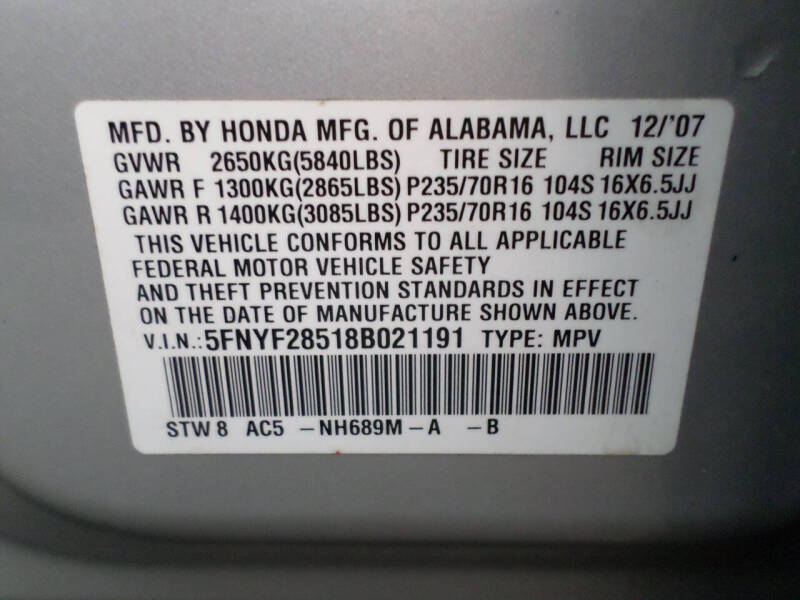 MFD. BY HONDA MFG. OF ALABAMA, LLC 12/'07
GVWR 2650KG(5840LBS) TIRE SIZE RIM SIZE
GAWR F 1300KG(2865LBS) P235/70R16 104S 16X6.5JJ
GAWR R 1400KG(3085LBS) P235/70R16 104S 16X6.5JJ
THIS VEHICLE CONFORMS TO ALL APPLICABLE
FEDERAL MOTOR VEHICLE SAFETY
AND THEFT PREVENTION STANDARDS IN EFFECT
ON THE DATE OF MANUFACTURE SHOWN ABOVE.
V.I.N.: 5FNYF28518B021191 TYPE: MPV
STW 8 AC5 -NH689M-A -B